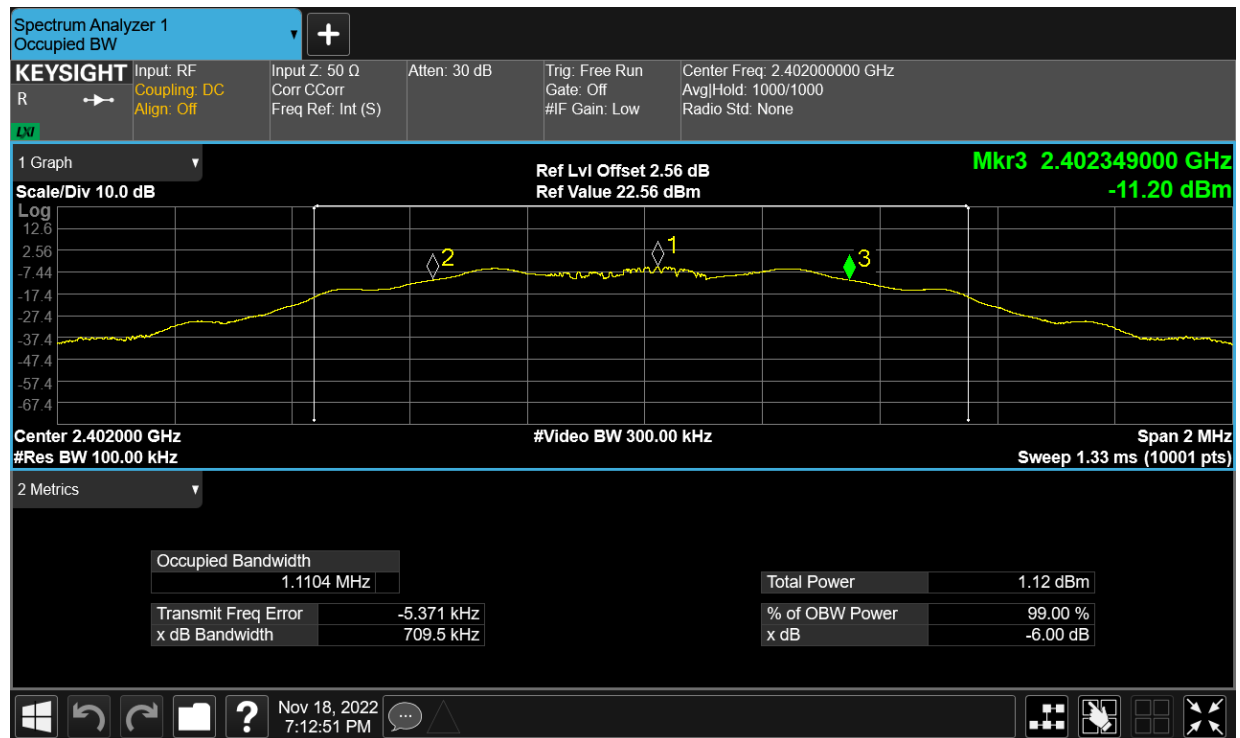 Spectrum Analyzer 1
Occupied BW
▼
+
KEYSIGHT
R
LXI
Input: RF
Coupling: DC
Align: Off
Input Z: 50 Ω
Corr CCorr
Freq Ref: Int (S)
Atten: 30 dB
Trig: Free Run
Gate: Off
#IF Gain: Low
Center Freq: 2.402000000 GHz
Avg|Hold: 1000/1000
Radio Std: None
1 Graph ▼
Scale/Div 10.0 dB
Ref Lvl Offset 2.56 dB
Ref Value 22.56 dBm
Mkr3 2.402349000 GHz
-11.20 dBm
Log
12.6
2.56
-7.44
-17.4
-27.4
-37.4
-47.4
-57.4
-67.4
2
1
3
Center 2.402000 GHz
#Res BW 100.00 kHz
#Video BW 300.00 kHz
Span 2 MHz
Sweep 1.33 ms (10001 pts)
2 Metrics ▼
Occupied Bandwidth
1.1104 MHz
Transmit Freq Error -5.371 kHz
x dB Bandwidth 709.5 kHz
Total Power 1.12 dBm
% of OBW Power 99.00 %
x dB -6.00 dB
?
Nov 18, 2022
7:12:51 PM